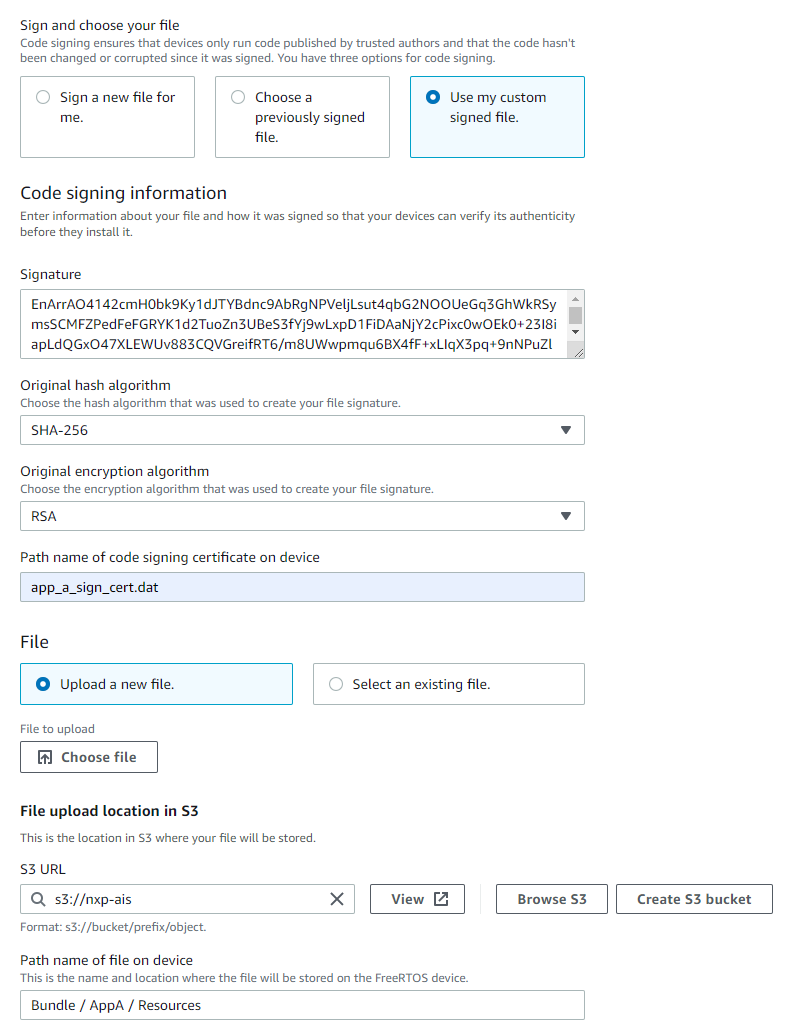 Sign and choose your file
Code signing ensures that devices only run code published by trusted authors and that the code hasn't
been changed or corrupted since it was signed. You have three options for code signing.
Sign a new file for
me.
Choose a
previously signed
file.
Use my custom
signed file.
Code signing information
Enter information about your file and how it was signed so that your devices can verify its authenticity
before they install it.
Signature
EnArrAO4142cmH0bk9Ky1dJTYBdnc9AbRgNPVeljLsut4qbG2NOOUeGq3GhWkRSy
msSCMFZPedFeFGRYK1d2TuoZn3UBeS3fYj9wLxpD1FiDAaNjY2cPixc0wOEk0+23I8i
apLdQGxO47XLEWUv883CQVGreifRT6/m8UWwpmqu6BX4fF+xLIqX3pq+9nNPuZl
Original hash algorithm
Choose the hash algorithm that was used to create your file signature.
SHA-256
Original encryption algorithm
Choose the encryption algorithm that was used to create your file signature.
RSA
Path name of code signing certificate on device
app_a_sign_cert.dat
File
Upload a new file.
Select an existing file.
File to upload
Choose file
File upload location in S3
This is the location in S3 where your file will be stored.
S3 URL
s3://nxp-ais
View
Browse S3
Create S3 bucket
Format: s3://bucket/prefix/object.
Path name of file on device
This is the name and location where the file will be stored on the FreeRTOS device.
Bundle / AppA / Resources